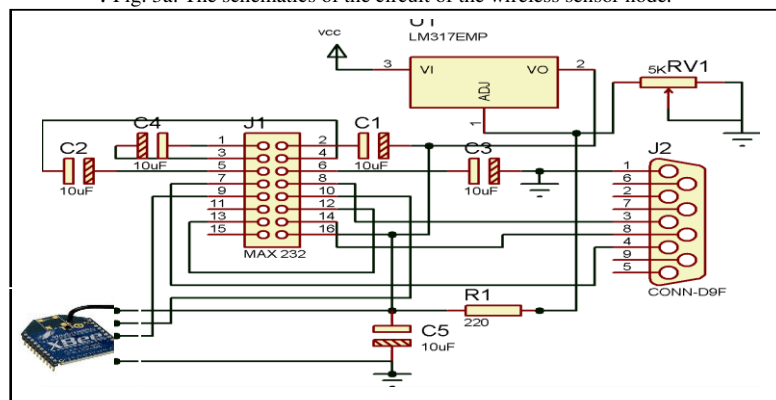 . Fig. 3a: The schematics of the circuit of the wireless sensor node.
U1
vcc
LM317EMP
3 VI VO 2
ADJ
1
5K RV1
C4
J1
C1
C2
C3
J2
10uF
10uF
10uF
10uF
1 2
3 4
5 6
7 8
9 10
11 12
13 14
15 16
MAX 232
1
6
2
7
3
8
4
9
5
CONN-D9F
R1
220
C5
10uF
XBee